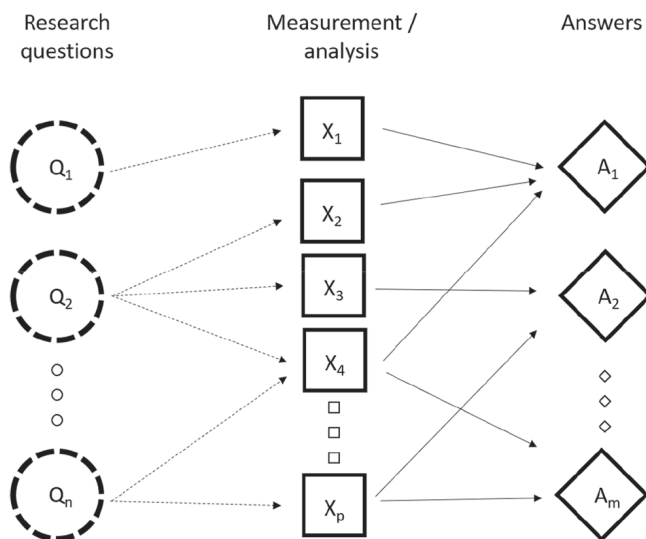 Research
questions
Measurement /
analysis
Answers
Q1
X1
A1
X2
Q2
X3
A2
X4
Qn
Xp
Am